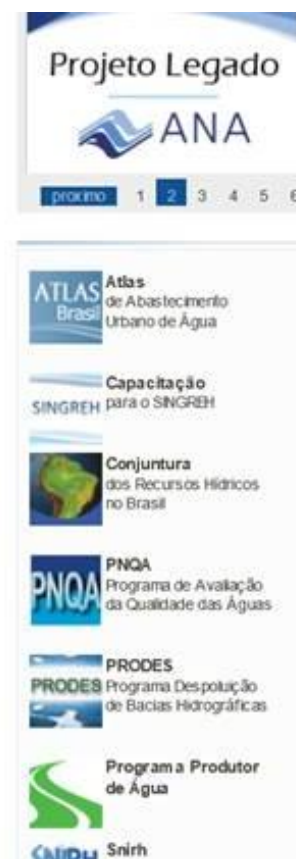 Projeto Legado
ANA
proximo 1 2 3 4 5 6
ATLAS
Brasil
Atlas
de Abastecimento
Urbano de Água
SINGREH
Capacitação
para o SINGREH
Conjuntura
dos Recursos Hídricos
no Brasil
PNQA
PNQA
Programa de Avaliação
da Qualidade das Águas
PRODES
PRODES
Programa Despoluição
de Bacias Hidrográficas
Programa Produtor
de Água
SNIRH
Snirh